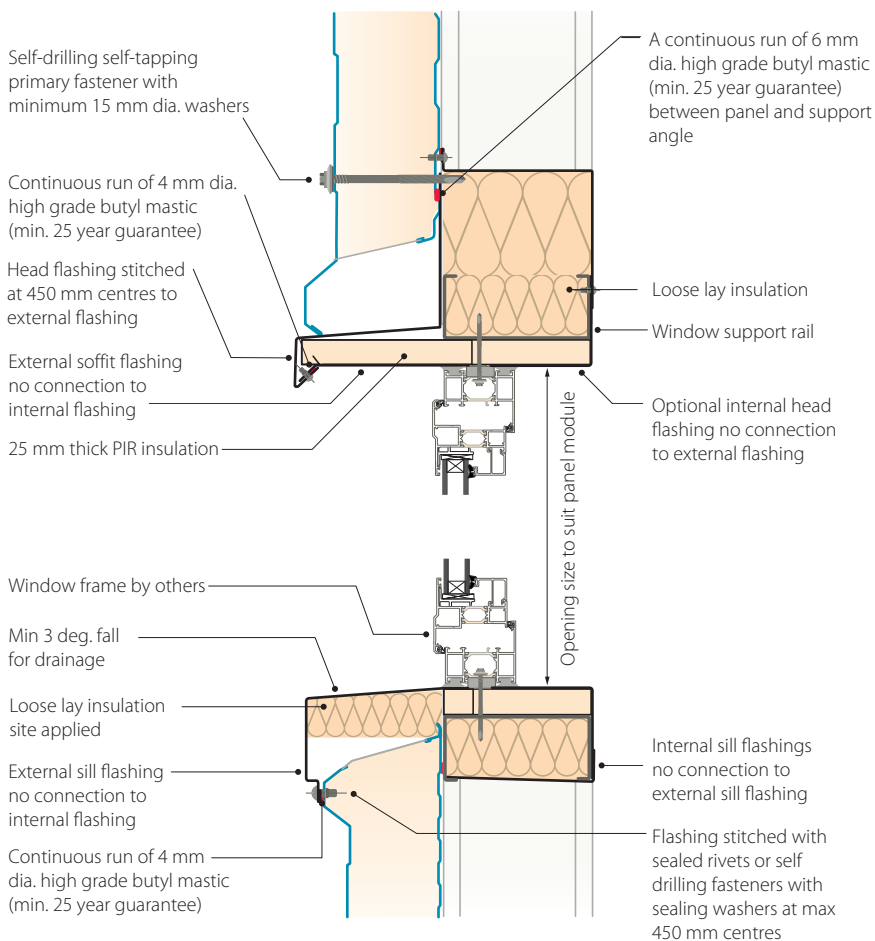 Self-drilling self-tapping
primary fastener with
minimum 15 mm dia. washers
Continuous run of 4 mm dia.
high grade butyl mastic
(min. 25 year guarantee)
Head flashing stitched
at 450 mm centres to
external flashing
External soffit flashing
no connection to
internal flashing
25 mm thick PIR insulation
A continuous run of 6 mm
dia. high grade butyl mastic
(min. 25 year guarantee)
between panel and support
angle
Loose lay insulation
Window support rail
Optional internal head
flashing no connection
to external flashing
Opening size to suit panel module
Window frame by others
Min 3 deg. fall
for drainage
Loose lay insulation
site applied
External sill flashing
no connection to
internal flashing
Continuous run of 4 mm
dia. high grade butyl mastic
(min. 25 year guarantee)
Internal sill flashings
no connection to
external sill flashing
Flashing stitched with
sealed rivets or self
drilling fasteners with
sealing washers at max
450 mm centres